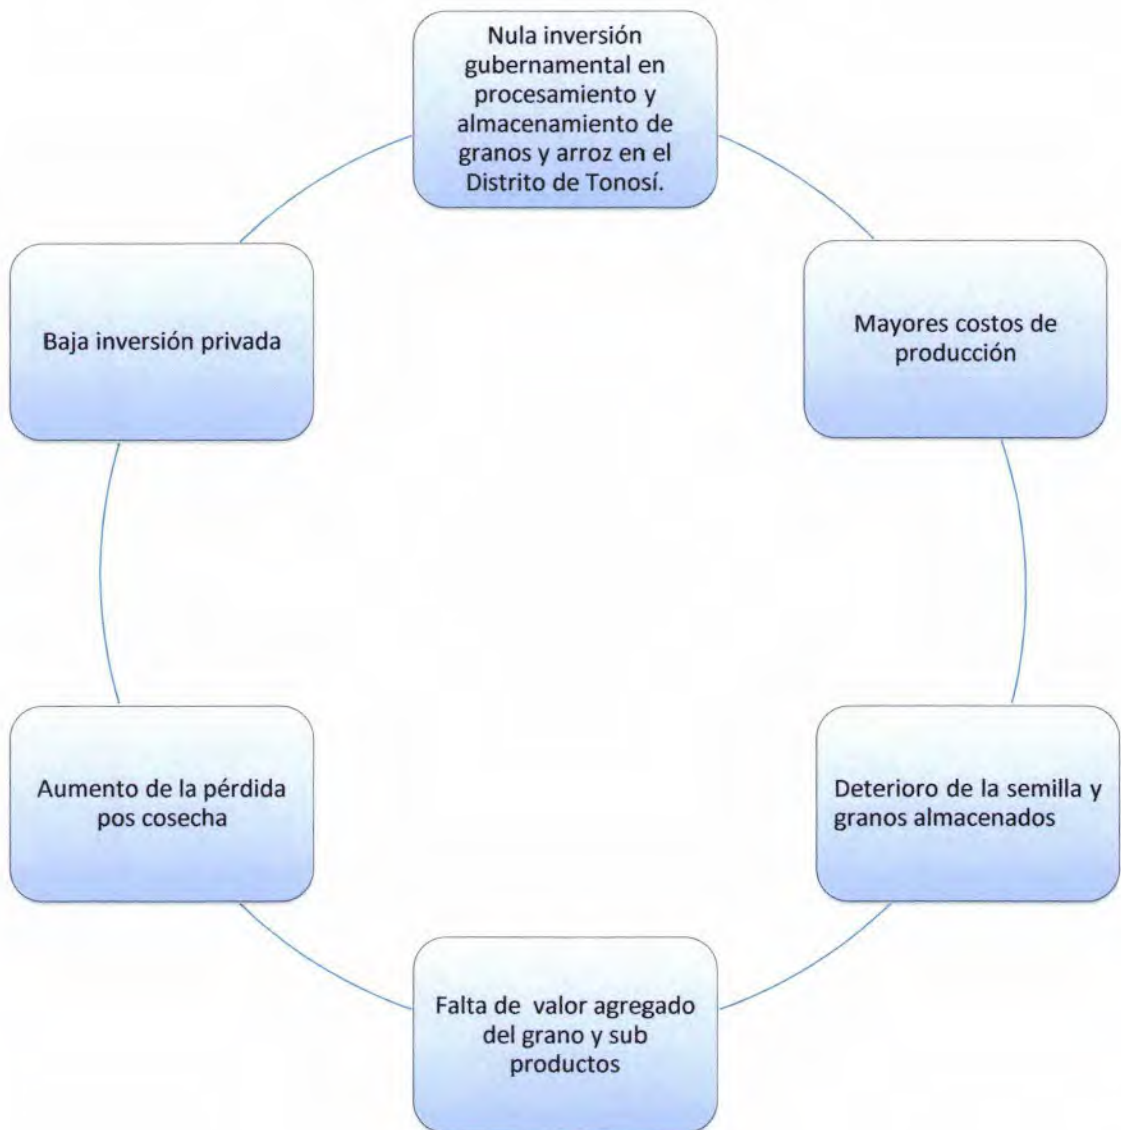 Nula inversión
gubernamental en
procesamiento y
almacenamiento de
granos y arroz en el
Distrito de Tonosí.
Mayores costos de
producción
Deterioro de la semilla y
granos almacenados
Falta de valor agregado
del grano y sub
productos
Aumento de la pérdida
pos cosecha
Baja inversión privada